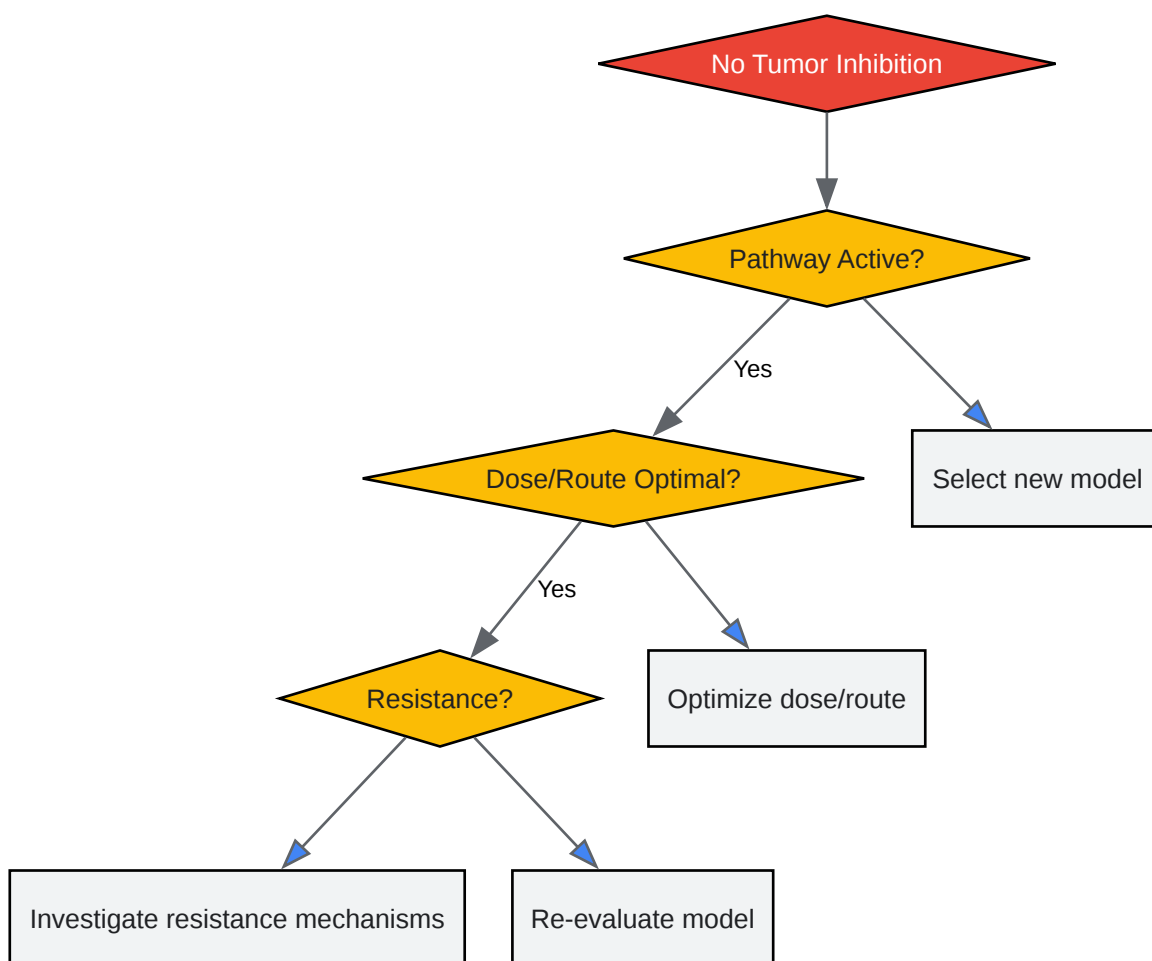 No Tumor Inhibition
Pathway Active?
Yes
Dose/Route Optimal?
Select new model
Yes
Resistance?
Optimize dose/route
Investigate resistance mechanisms
Re-evaluate model